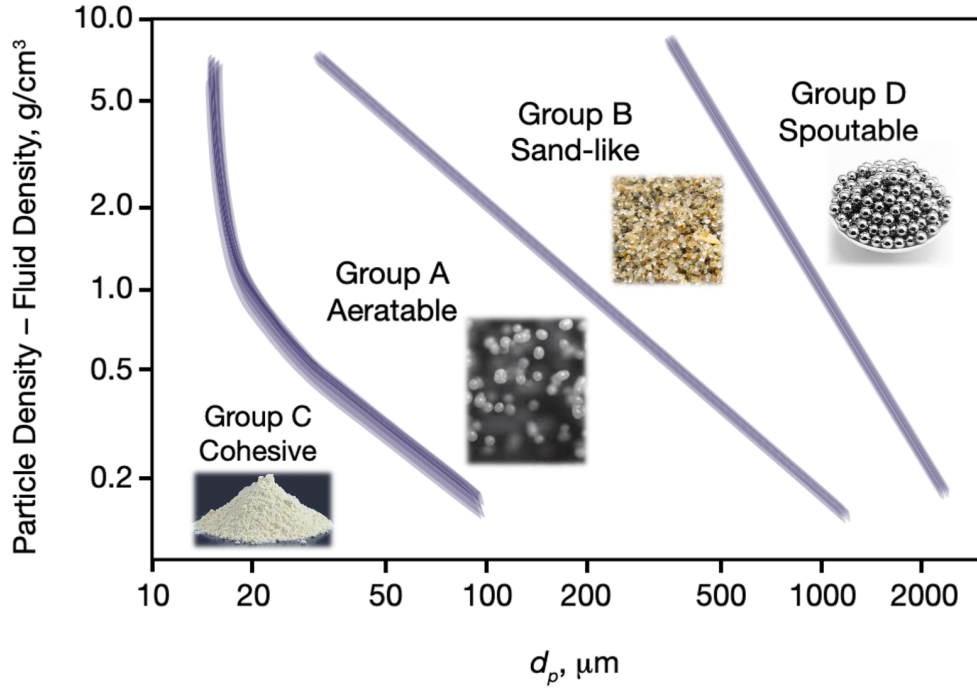 Particle Density – Fluid Density, g/cm³
10.0
5.0
2.0
1.0
0.5
0.2
Group A
Aeratable
Group B
Sand-like
Group C
Cohesive
Group D
Spoutable
10
20
50
100
200
500
1000
2000
dp, μm